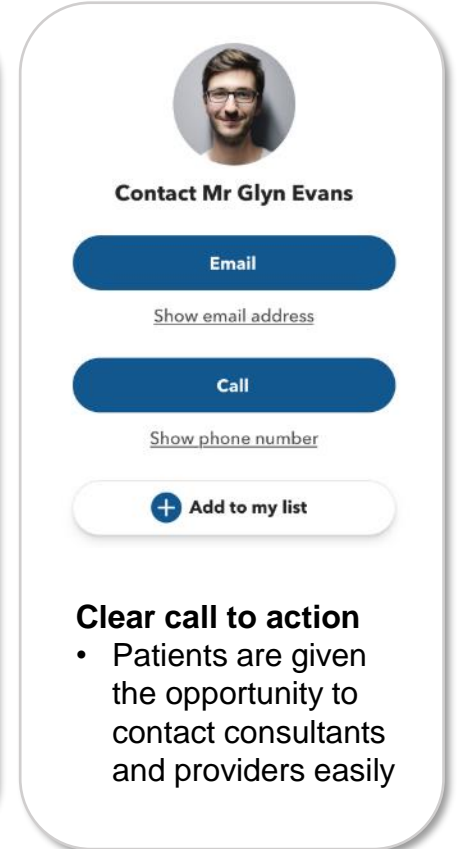 Contact Mr Glyn Evans
Email
Show email address
Call
Show phone number
Add to my list
Clear call to action
• Patients are given
the opportunity to
contact consultants
and providers easily